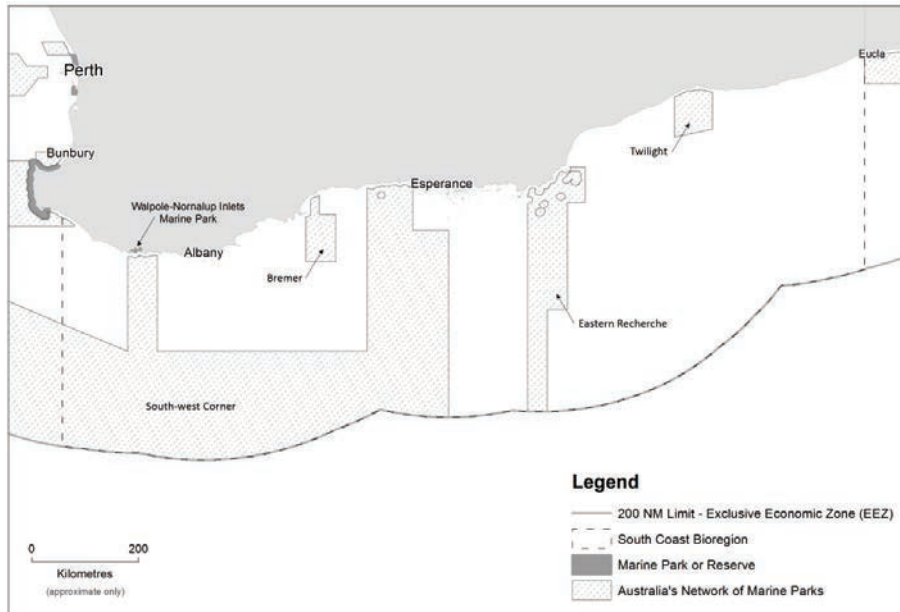 Eucla
Perth
Twilight
Bunbury
Esperance
Walpole-Nornalup Inlets
Marine Park
Albany
Bremer
Eastern Recherche
South-west Corner
Legend
200 NM Limit - Exclusive Economic Zone (EEZ)
South Coast Bioregion
Marine Park or Reserve
Australia's Network of Marine Parks
0 200
Kilometres
(approximate only)